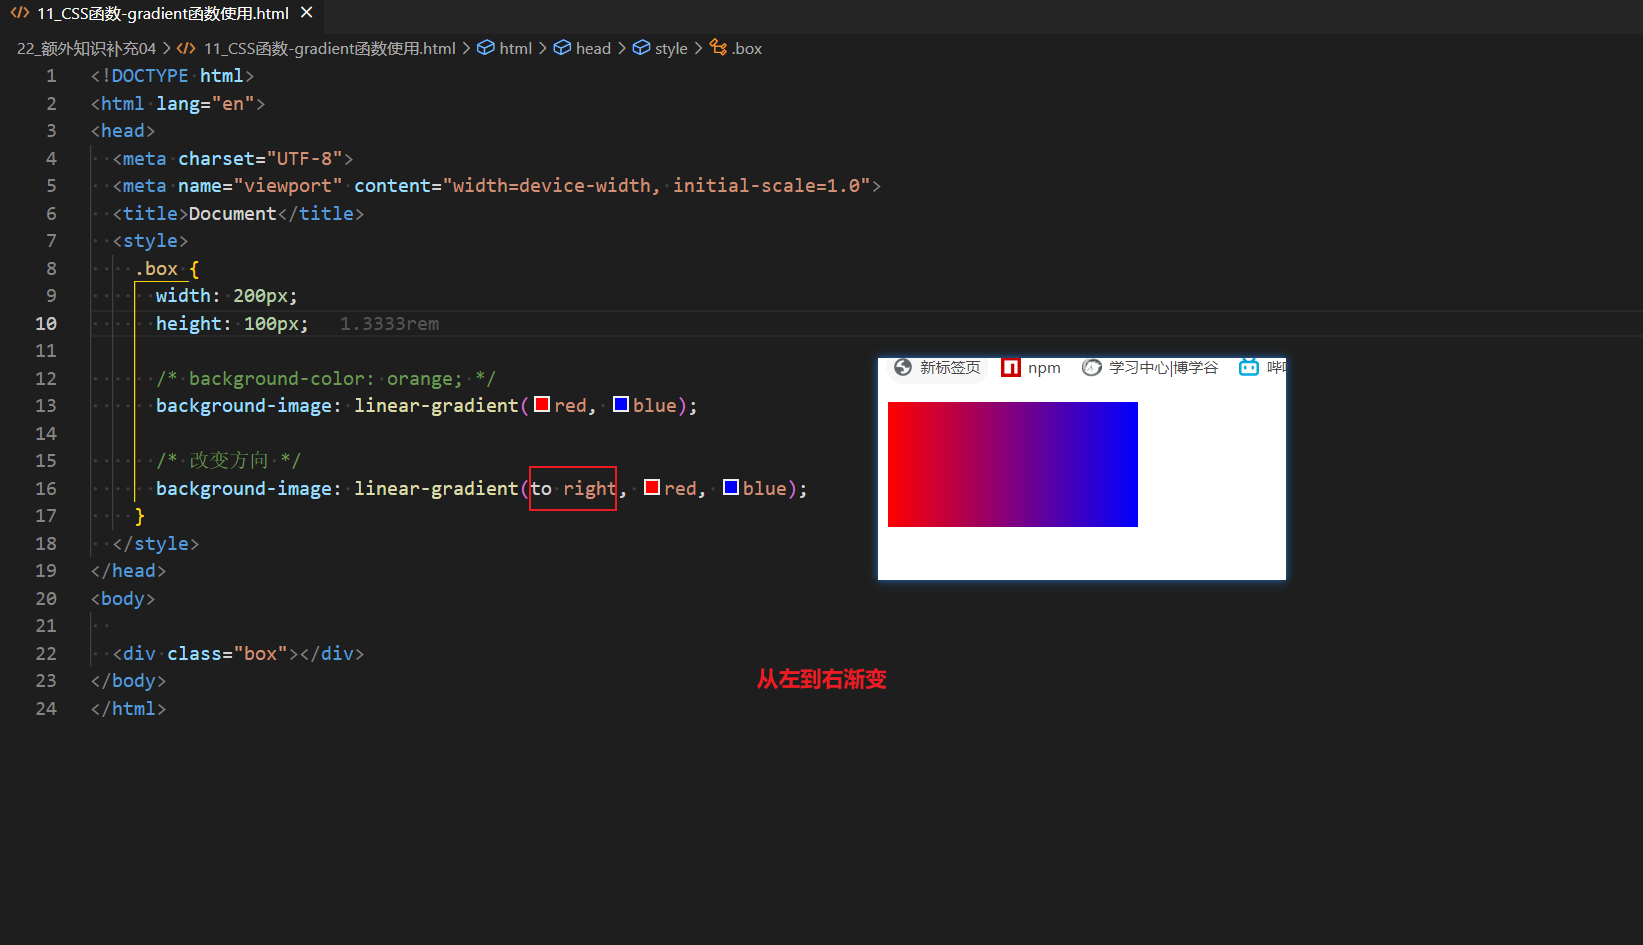 11_CSS函数-gradient函数使用.html
22_额外知识补充04 > 11_CSS函数-gradient函数使用.html > html > head > style > .box
1 <!DOCTYPE html>
2 <html lang="en">
3 <head>
4 <meta charset="UTF-8">
5 <meta name="viewport" content="width=device-width, initial-scale=1.0">
6 <title>Document</title>
7 <style>
8 .box {
9 width: 200px;
10 height: 100px; 1.3333rem
11
12 /* background-color: orange; */
13 background-image: linear-gradient(red, blue);
14
15 /* 改变方向 */
16 background-image: linear-gradient(to right, red, blue);
17 }
18 </style>
19 </head>
20 <body>
21
22 <div class="box"></div>
23 </body>
24 </html>
新标签页 npm 学习中心|博学谷 哔
从左到右渐变